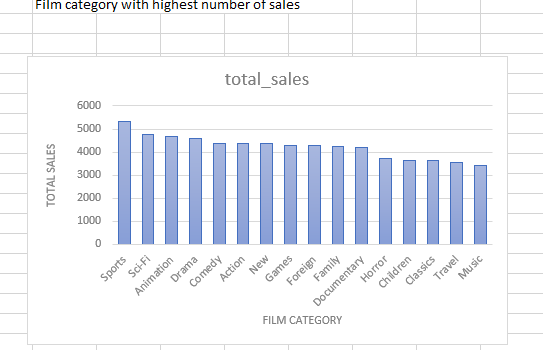 Film category with highest number of sales
total_sales
TOTAL SALES
6000
5000
4000
3000
2000
1000
0
Sports
Sci-Fi
Animation
Drama
Comedy
Action
New
Games
Foreign
Family
Documentary
Horror
Children
Classics
Travel
Music
FILM CATEGORY